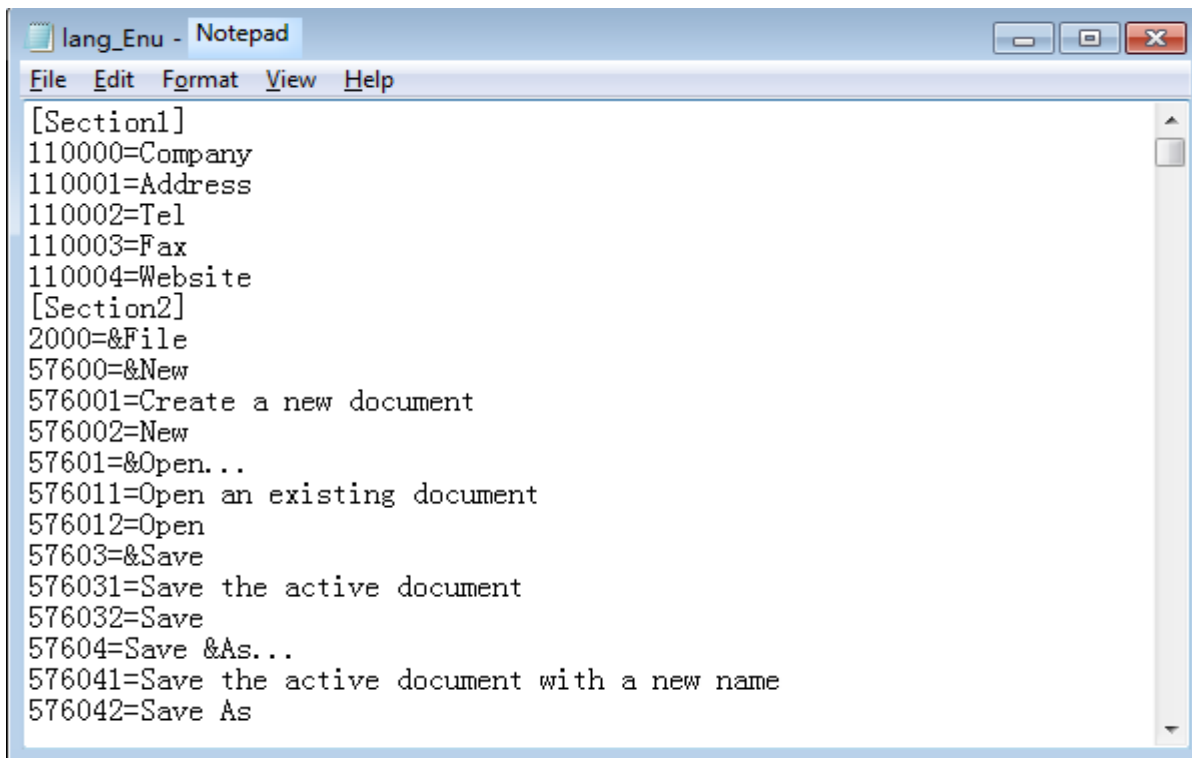 lang_Enu - Notepad
File Edit Format View Help
[Section1]
110000=Company
110001=Address
110002=Tel
110003=Fax
110004=Website
[Section2]
2000=&File
57600=&New
576001=Create a new document
576002=New
57601=&Open...
576011=Open an existing document
576012=Open
57603=&Save
576031=Save the active document
576032=Save
57604=Save &As...
576041=Save the active document with a new name
576042=Save As